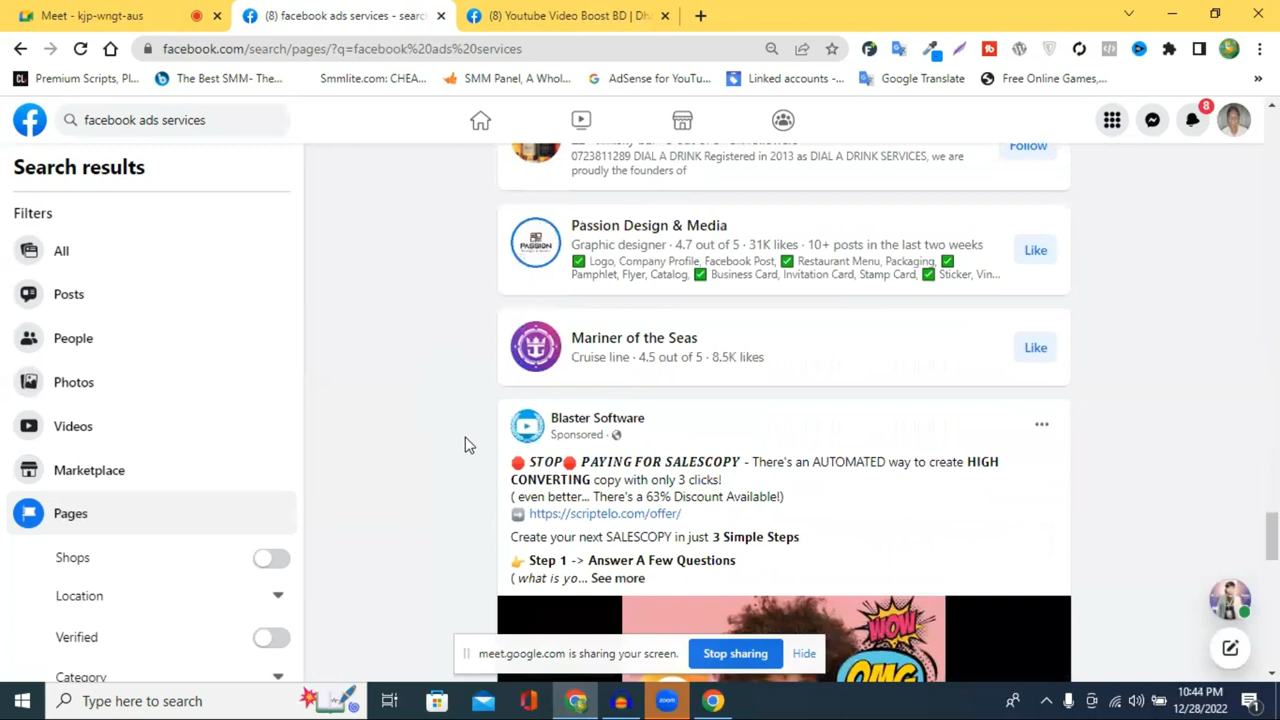 Meet - kjp-wngt-aus
(8) facebook ads services - sear
(8) Youtube Video Boost BD | Dha
facebook.com/search/pages/?q=facebook%20ads%20services
Premium Scripts, Pl...
The Best SMM- The...
Smmlite.com: CHEA...
SMM Panel, A Whol...
AdSense for YouTu...
Linked accounts -...
Google Translate
Free Online Games,...
»
facebook ads services
8
Search results
Filters
All
Posts
People
Photos
Videos
Marketplace
Pages
Shops
Location
Verified
Category
0723811289 DIAL A DRINK Registered in 2013 as DIAL A DRINK SERVICES, we are
proudly the founders of
Follow
Passion Design & Media
Graphic designer · 4.7 out of 5 · 31K likes · 10+ posts in the last two weeks
✅ Logo, Company Profile, Facebook Post, ✅ Restaurant Menu, Packaging, ✅
Pamphlet, Flyer, Catalog, ✅ Business Card, Invitation Card, Stamp Card, ✅ Sticker, Vin...
Like
PASSION
Mariner of the Seas
Cruise line · 4.5 out of 5 · 8.5K likes
Like
Blaster Software
Sponsored ·
🛑 STOP🛑 PAYING FOR SALESCOPY - There's an AUTOMATED way to create HIGH
CONVERTING copy with only 3 clicks!
( even better... There's a 63% Discount Available!)
➡️ https://scriptelo.com/offer/
Create your next SALESCOPY in just 3 Simple Steps
👉 Step 1 -> Answer A Few Questions
( what is yo... See more
WOW
OMG
meet.google.com is sharing your screen.
Stop sharing
Hide
Type here to search
zoom
10:44 PM
12/28/2022
1